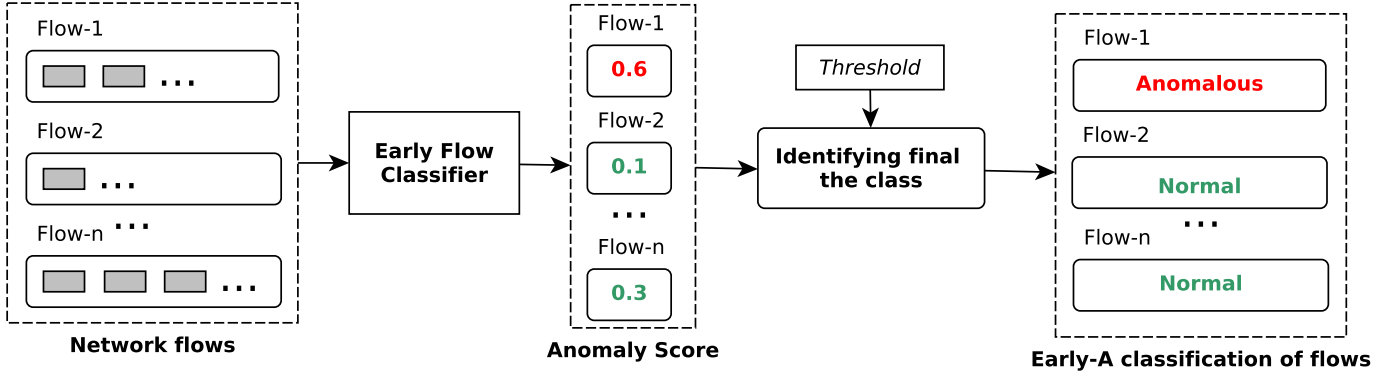 Flow-1
...
Flow-2
...
...
Flow-n
...
Network flows
Early Flow
Classifier
Flow-1
0.6
Flow-2
0.1
...
Flow-n
0.3
Anomaly Score
Threshold
Identifying final
the class
Flow-1
Anomalous
Flow-2
Normal
...
Flow-n
Normal
Early-A classification of flows